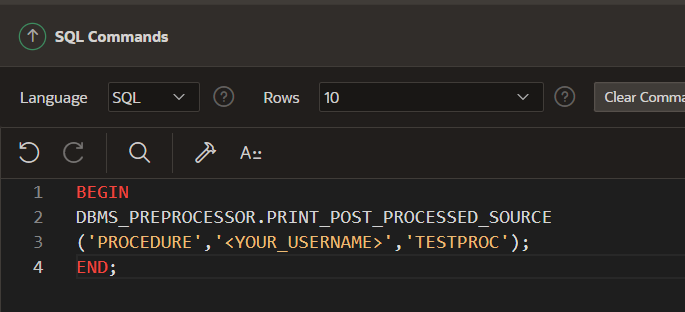 SQL Commands
Language SQL ? Rows 10 ? Clear Comma
A::
1 BEGIN
2 DBMS_PREPROCESSOR.PRINT_POST_PROCESSED_SOURCE
3 ('PROCEDURE','<YOUR_USERNAME>','TESTPROC');
4 END;